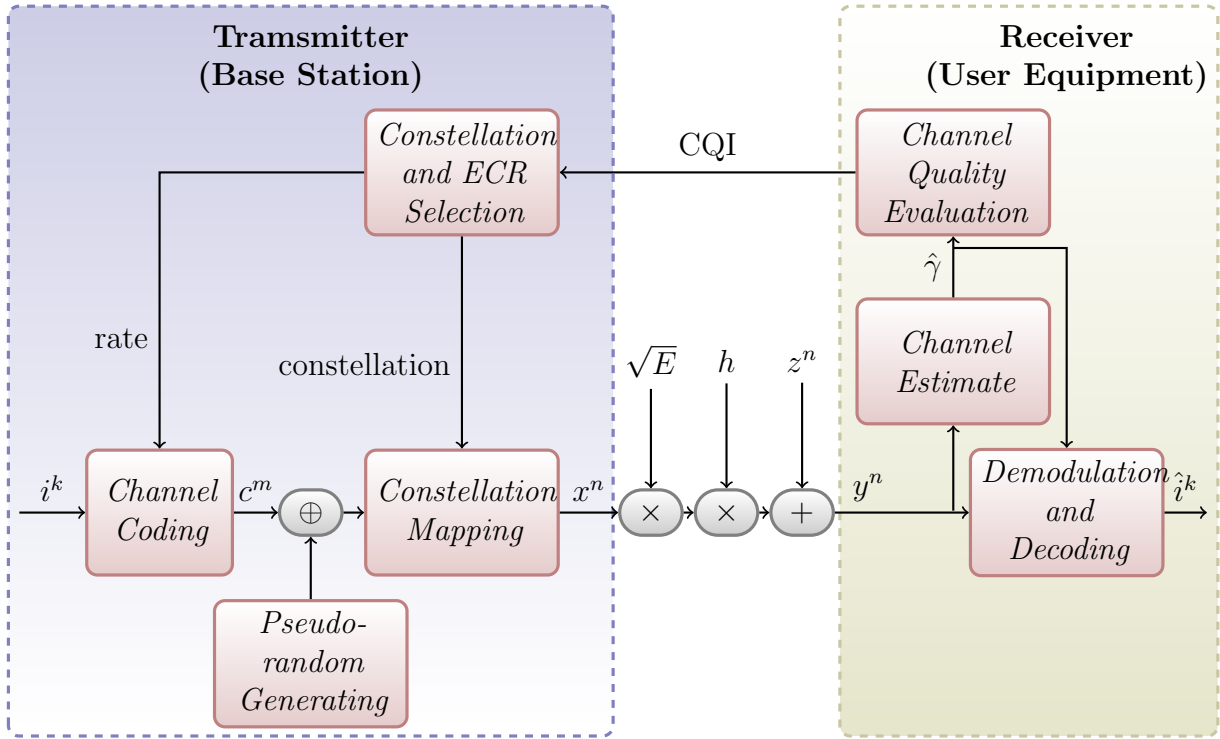 Tramsmitter
(Base Station)
Receiver
(User Equipment)
Constellation
and ECR
Selection
CQI
Channel
Quality
Evaluation
γ̂
rate
constellation
√E
h
zⁿ
Channel
Estimate
iᵏ
Channel
Coding
cᵐ
⊕
Constellation
Mapping
xⁿ
×
×
+
yⁿ
Demodulation
and
Decoding
îᵏ
Pseudo-
random
Generating